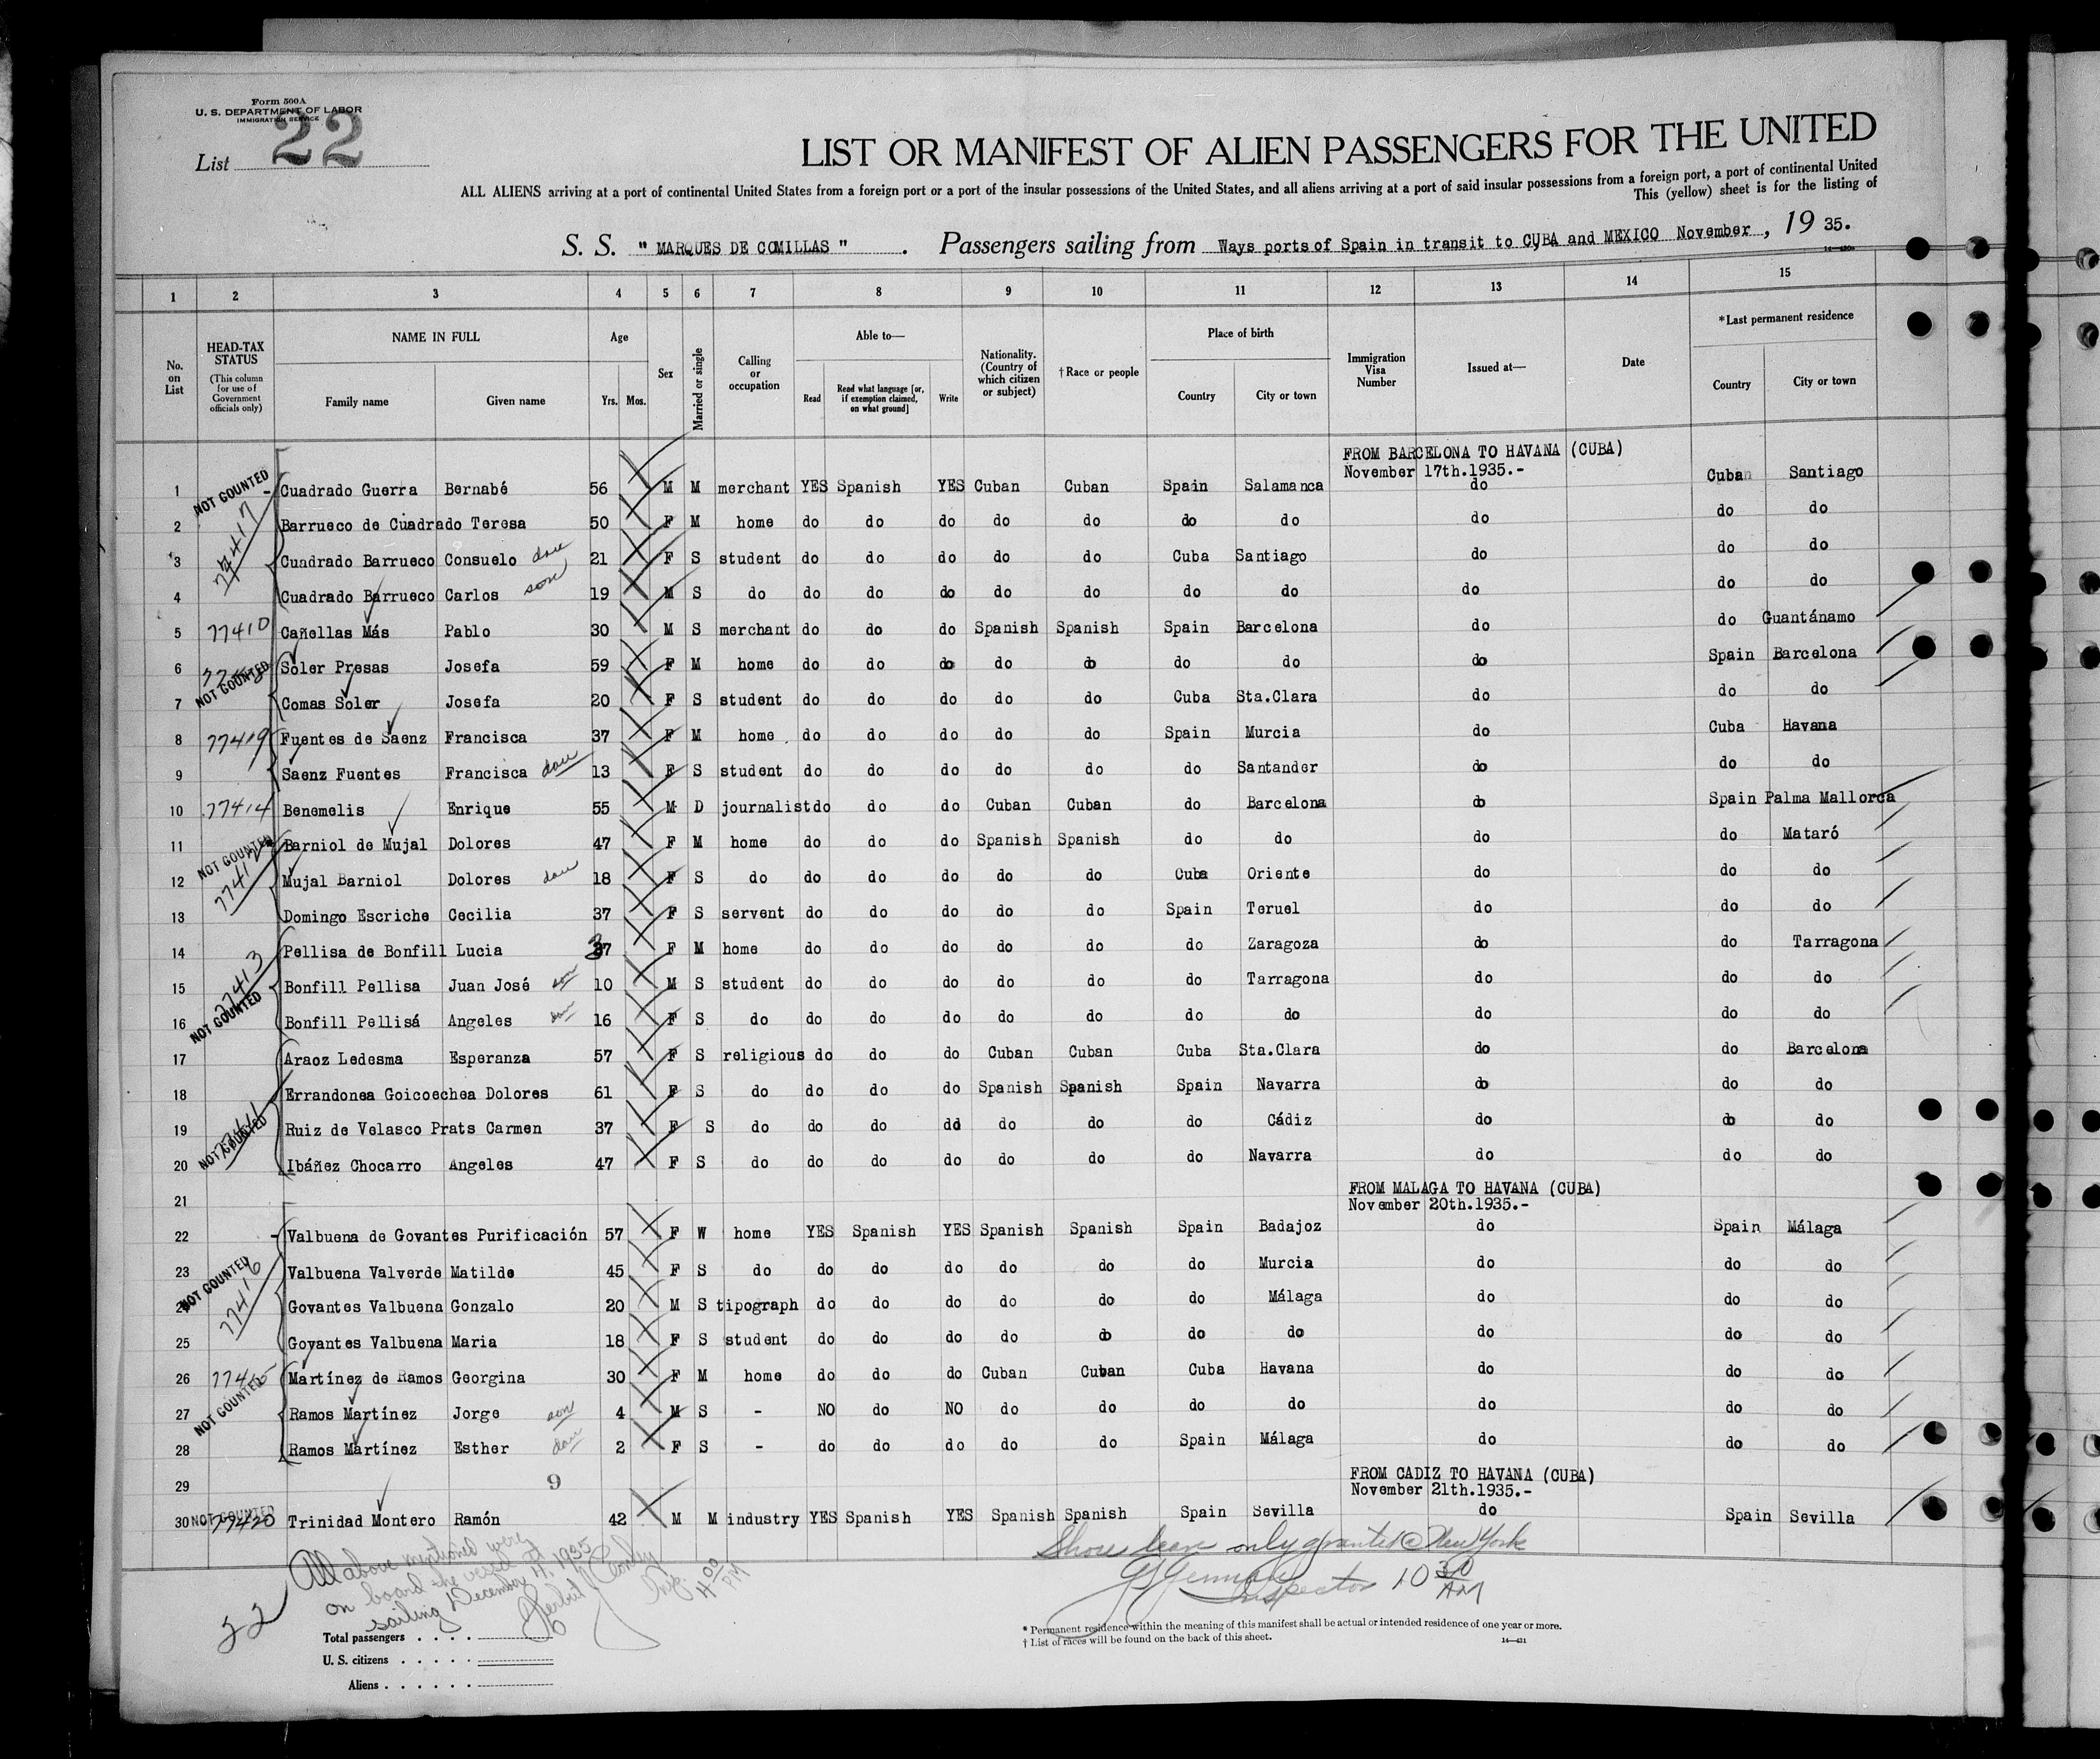 Form 500A
U. S. DEPARTMENT OF LABOR
IMMIGRATION SERVICE
List 22
LIST OR MANIFEST OF ALIEN PASSENGERS FOR THE UNITED
ALL ALIENS arriving at a port of continental United States from a foreign port or a port of the insular possessions of the United States, and all aliens arriving at a port of said insular possessions from a foreign port, a port of continental United
This (yellow) sheet is for the listing of
S. S. " MARQUES DE COMILLAS " . Passengers sailing from Ways ports of Spain in transit to CUBA and MEXICO November , 19 35.
1 2 3 4 5 6 7 8 9 10 11 12 13 14 15
No. on List
HEAD-TAX STATUS (This column for use of Government officials only)
NAME IN FULL
Family name Given name
Age
Yrs. Mos.
Sex
Married or single
Calling or occupation
Able to—
Read
Read what language [or, if exemption claimed, on what ground]
Write
Nationality. (Country of which citizen or subject)
† Race or people
Place of birth
Country City or town
Immigration Visa Number
Issued at—
Date
* Last permanent residence
Country City or town
FROM BARCELONA TO HAVANA (CUBA)
November 17th.1935.-
1 NOT COUNTED Cuadrado Guerra Bernabé 56 M M merchant YES Spanish YES Cuban Cuban Spain Salamanca do Cuban Santiago
2 77417 Barrueco de Cuadrado Teresa 50 F M home do do do do do do do do do do
3 Cuadrado Barrueco Consuelo dau 21 F S student do do do do do Cuba Santiago do do do
4 Cuadrado Barrueco Carlos son 19 M S do do do do do do do do do do do
5 77410 Cañellas Más Pablo 30 M S merchant do do do Spanish Spanish Spain Barcelona do do Guantánamo
6 NOT COUNTED Soler Presas Josefa 59 F M home do do do do do do do do Spain Barcelona
7 Comas Soler Josefa 20 F S student do do do do do Cuba Sta.Clara do do do
8 77419 Fuentes de Saenz Francisca 37 F M home do do do do do Spain Murcia do Cuba Havana
9 Saenz Fuentes Francisca dau 13 F S student do do do do do do Santander do do do
10 77414 Benemelis Enrique 55 M D journalist do do do Cuban Cuban do Barcelona do Spain Palma Mallorca
11 NOT COUNTED Barniol de Mujal Dolores 47 F M home do do do Spanish Spanish do do do do Mataró
12 Mujal Barniol Dolores dau 18 F S do do do do do do Cuba Oriente do do do
13 Domingo Escriche Cecilia 37 F S servent do do do do do Spain Teruel do do do
14 Pellisa de Bonfill Lucia 37 F M home do do do do do do Zaragoza do do Tarragona
15 77413 Bonfill Pellisa Juan José son 10 M S student do do do do do do Tarragona do do do
16 NOT COUNTED Bonfill Pellisá Angeles dau 16 F S do do do do do do do do do do do
17 Araoz Ledesma Esperanza 57 F S religious do do do Cuban Cuban Cuba Sta.Clara do do Barcelona
18 Errandonea Goicoechea Dolores 61 F S do do do do Spanish Spanish Spain Navarra do do do
19 NOT COUNTED Ruiz de Velasco Prats Carmen 37 F S do do do dd do do do Cádiz do do do
20 Ibáñez Chocarro Angeles 47 F S do do do do do do do Navarra do do do
21 FROM MALAGA TO HAVANA (CUBA)
November 20th.1935.-
22 Valbuena de Govantes Purificación 57 F W home YES Spanish YES Spanish Spanish Spain Badajoz do Spain Málaga
23 NOT COUNTED Valbuena Valverde Matilde 45 F S do do do do do do do Murcia do do do
24 77416 Govantes Valbuena Gonzalo 20 M S tipograph do do do do do do Málaga do do do
25 Govantes Valbuena Maria 18 F S student do do do do do do do do do do
26 77415 Martínez de Ramos Georgina 30 F M home do do do Cuban Cuban Cuba Havana do do do
27 NOT COUNTED Ramos Martínez Jorge son 4 M S - NO do NO do do do do do do do
28 Ramos Martínez Esther dau 2 F S - do do do do do Spain Málaga do do do
29 9 FROM CADIZ TO HAVANA (CUBA)
November 21th.1935.-
30 NOT COUNTED 77420 Trinidad Montero Ramón 42 M M industry YES Spanish YES Spanish Spanish Spain Sevilla do Spain Sevilla
Shore leave only granted @ New York
Inspector 10 30 AM
All above mentioned were
on board the vessel
sailing December 4, 1935
4 00 PM
22
Total passengers . . . .
U. S. citizens . . . . .
Aliens . . . . . .
* Permanent residence within the meaning of this manifest shall be actual or intended residence of one year or more.
† List of races will be found on the back of this sheet.
14—431